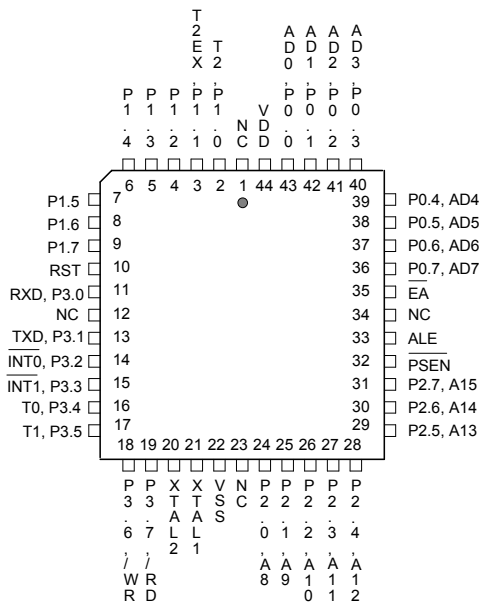 T2EX, P1.1
T2, P1.0
AD0, P0.0
AD1, P0.1
AD2, P0.2
AD3, P0.3
P1.4
P1.3
P1.2
NC
VDD
6 5 4 3 2 1 44 43 42 41 40
P1.5 7
P1.6 8
P1.7 9
RST 10
RXD, P3.0 11
NC 12
TXD, P3.1 13
INT0, P3.2 14
INT1, P3.3 15
T0, P3.4 16
T1, P3.5 17
39 P0.4, AD4
38 P0.5, AD5
37 P0.6, AD6
36 P0.7, AD7
35 EA
34 NC
33 ALE
32 PSEN
31 P2.7, A15
30 P2.6, A14
29 P2.5, A13
18 19 20 21 22 23 24 25 26 27 28
P3.6, /WR
P3.7, /RD
XTAL2
XTAL1
VSS
NC
P2.0, A8
P2.1, A9
P2.2, A10
P2.3, A11
P2.4, A12